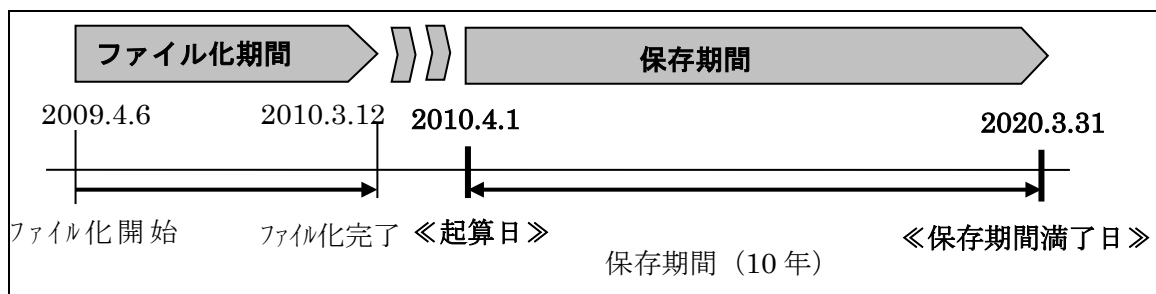 ファイル化期間
保存期間
2009.4.6
2010.3.12
2010.4.1
2020.3.31
ファイル化開始
ファイル化完了
≪起算日≫
≪保存期間満了日≫
保存期間（10 年）